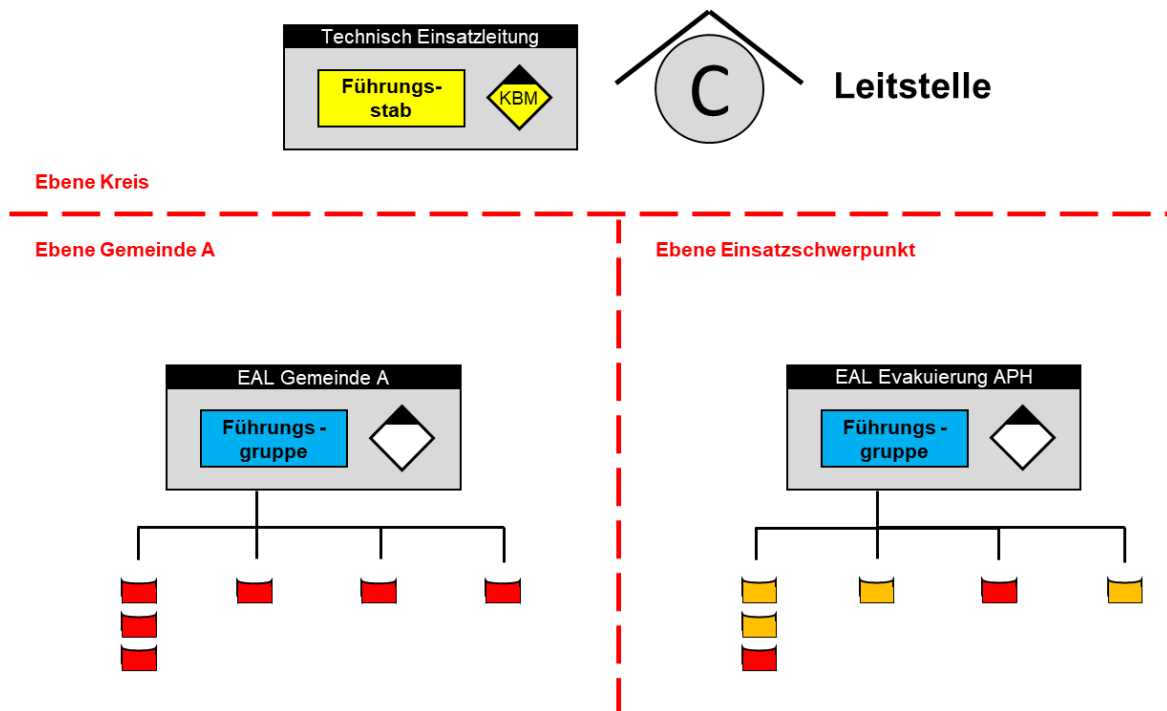 Technisch Einsatzleitung
Führungs-
stab
KBM
C
Leitstelle
Ebene Kreis
Ebene Gemeinde A
Ebene Einsatzschwerpunkt
EAL Gemeinde A
Führungs -
gruppe
EAL Evakuierung APH
Führungs -
gruppe